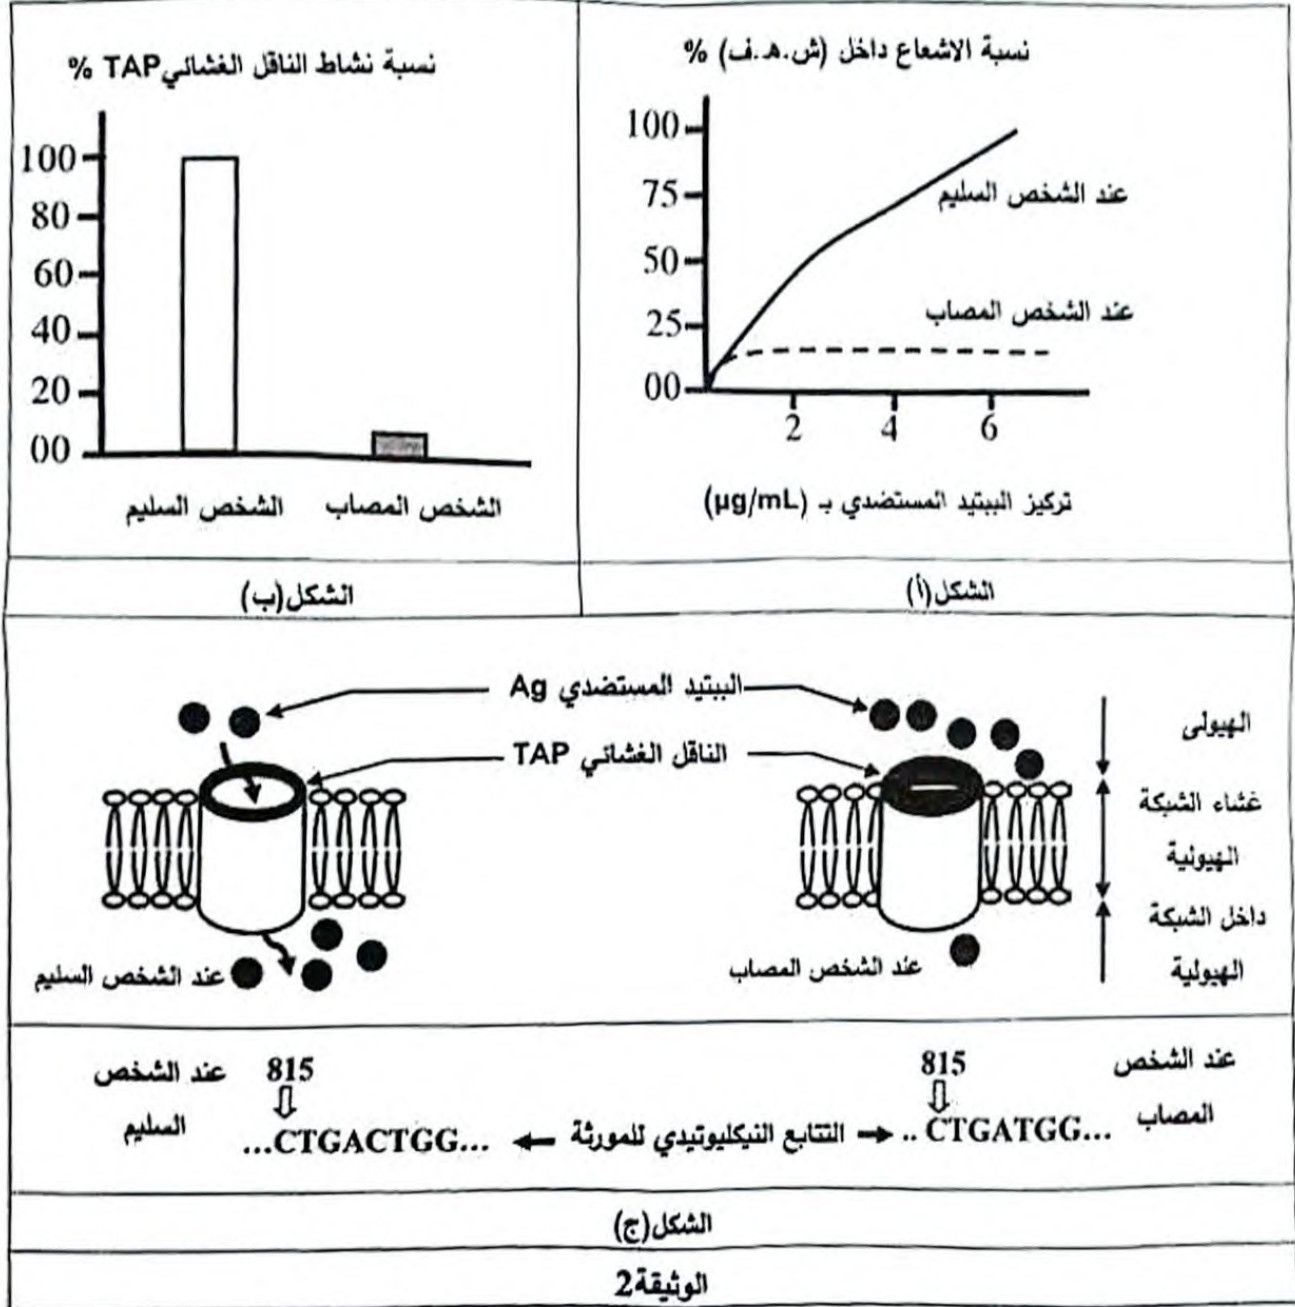 نسبة الاشعاع داخل (ش.هـ.ف) %
100
75
50
25
00
عند الشخص السليم
عند الشخص المصاب
2 4 6
تركيز الببتيد المستضدي بـ (µg/mL)
الشكل(أ)
نسبة نشاط الناقل الغشائي TAP %
100
80
60
40
20
00
الشخص السليم
الشخص المصاب
الشكل(ب)
الببتيد المستضدي Ag
الناقل الغشائي TAP
الهيولى
غشاء الشبكة
الهيولية
داخل الشبكة
الهيولية
عند الشخص المصاب
عند الشخص السليم
عند الشخص
المصاب
815
.. CTGATGG...
التتابع النيكليوتيدي للمورثة
815
...CTGACTGG...
عند الشخص
السليم
الشكل(ج)
الوثيقة2